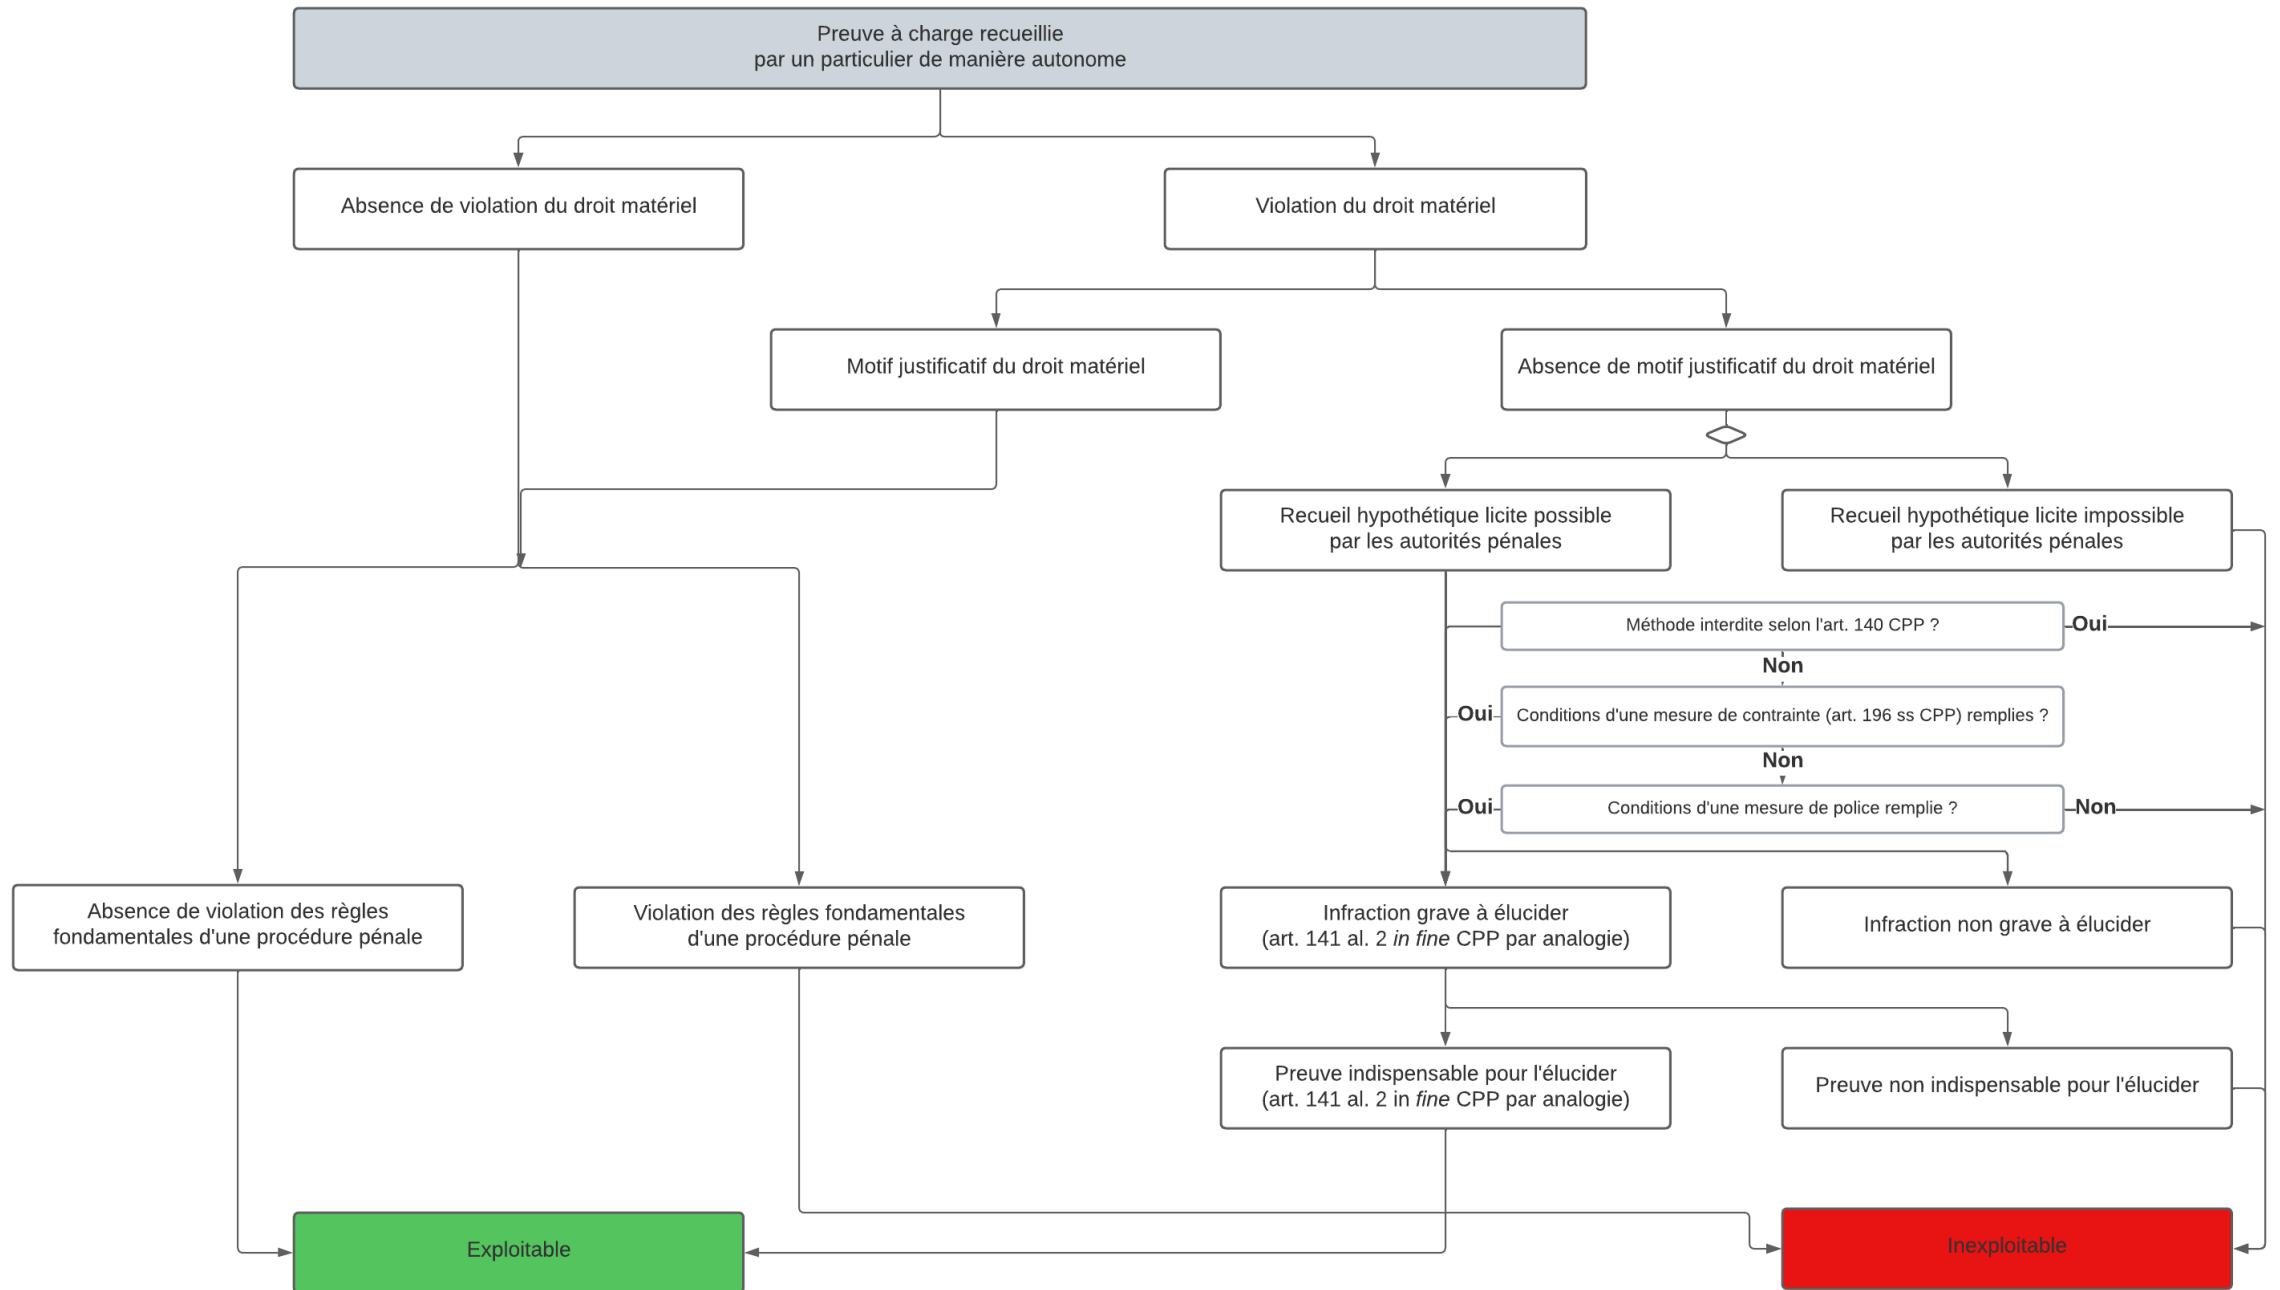 Preuve à charge recueillie
par un particulier de manière autonome
Absence de violation du droit matériel
Violation du droit matériel
Motif justificatif du droit matériel
Absence de motif justificatif du droit matériel
Recueil hypothétique licite possible
par les autorités pénales
Recueil hypothétique licite impossible
par les autorités pénales
Méthode interdite selon l'art. 140 CPP ?
Oui
Non
Oui
Conditions d'une mesure de contrainte (art. 196 ss CPP) remplies ?
Non
Oui
Conditions d'une mesure de police remplie ?
Non
Absence de violation des règles
fondamentales d'une procédure pénale
Violation des règles fondamentales
d'une procédure pénale
Infraction grave à élucider
(art. 141 al. 2 in fine CPP par analogie)
Infraction non grave à élucider
Preuve indispensable pour l'élucider
(art. 141 al. 2 in fine CPP par analogie)
Preuve non indispensable pour l'élucider
Exploitable
Inexploitable